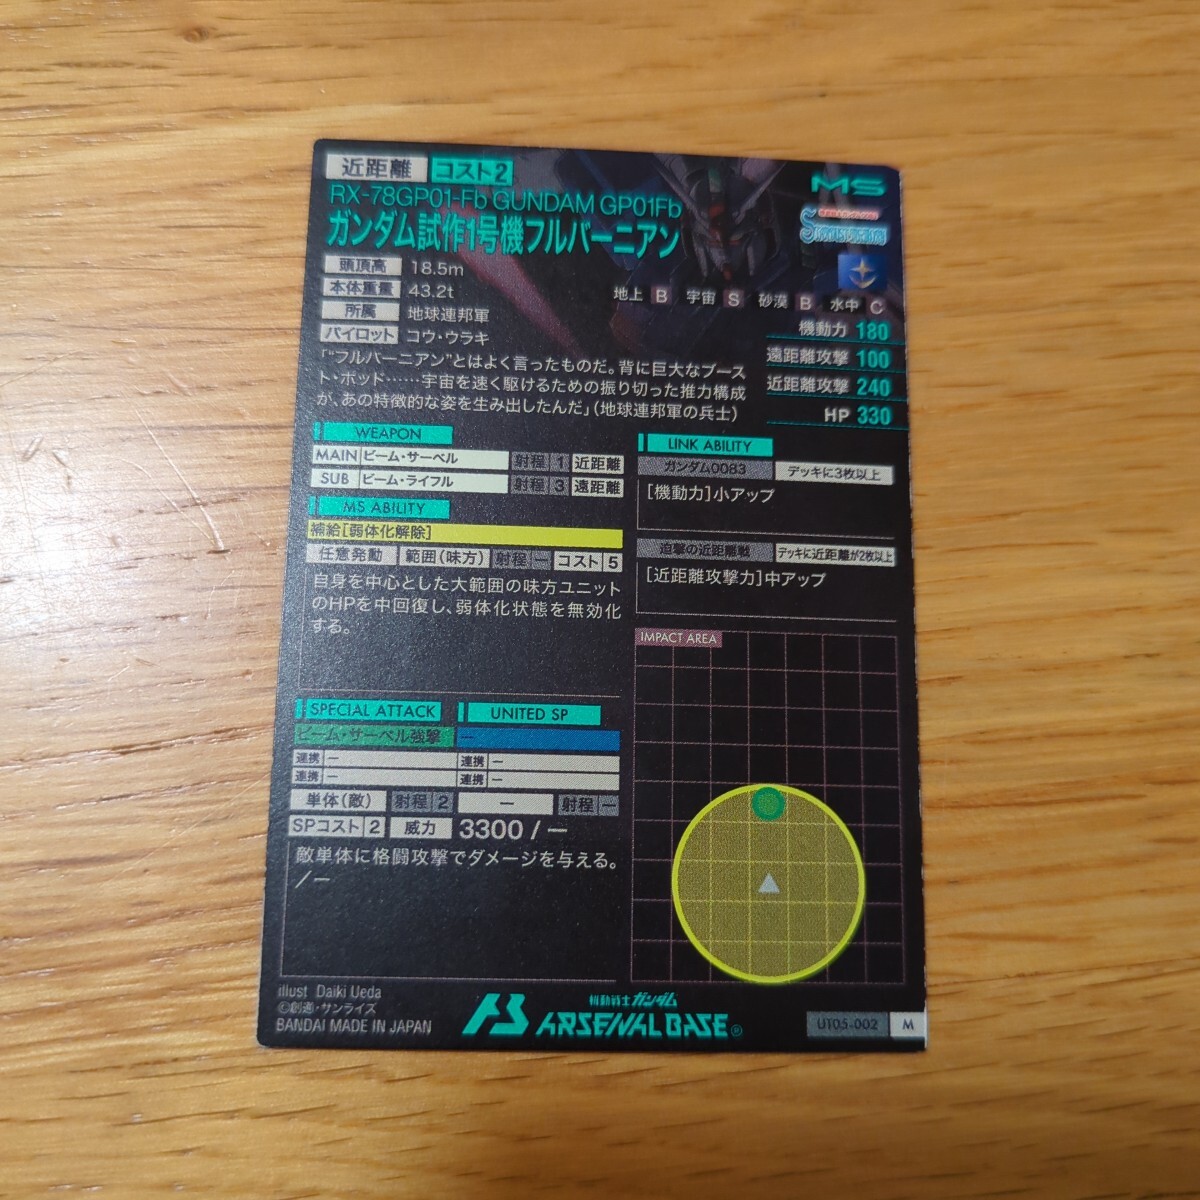 近距離 コスト2
MS
RX-78GP01-Fb GUNDAM GP01Fb
ガンダム試作1号機フルバーニアン
頭頂高 18.5m
本体重量 43.2t
所属 地球連邦軍
パイロット コウ・ウラキ
地上 B 宇宙 S 砂漠 B 水中 C
機動力 180
遠距離攻撃 100
近距離攻撃 240
HP 330
「“フルバーニアン”とはよく言ったものだ。背に巨大なブース
ト・ポッド……宇宙を速く駆けるための振り切った推力構成
が、あの特徴的な姿を生み出したんだ」(地球連邦軍の兵士)
WEAPON
MAIN ビーム・サーベル 射程 1 近距離
SUB ビーム・ライフル 射程 3 遠距離
MS ABILITY
補給[弱体化解除]
任意発動 範囲(味方) 射程 ― コスト 5
自身を中心とした大範囲の味方ユニット
のHPを中回復し、弱体化状態を無効化
する。
LINK ABILITY
ガンダム0083 デッキに3枚以上
[機動力]小アップ
迫撃の近距離戦 デッキに近距離が2枚以上
[近距離攻撃力]中アップ
IMPACT AREA
SPECIAL ATTACK UNITED SP
ビーム・サーベル強撃 ―
連携 ― 連携 ―
連携 ― 連携 ―
単体(敵) 射程 2 ― 射程 ―
SPコスト 2 威力 3300 / ―
敵単体に格闘攻撃でダメージを与える。
/―
illust Daiki Ueda
©創通・サンライズ
BANDAI MADE IN JAPAN
機動戦士ガンダム
ARSENAL BASE®
UT05-002 M